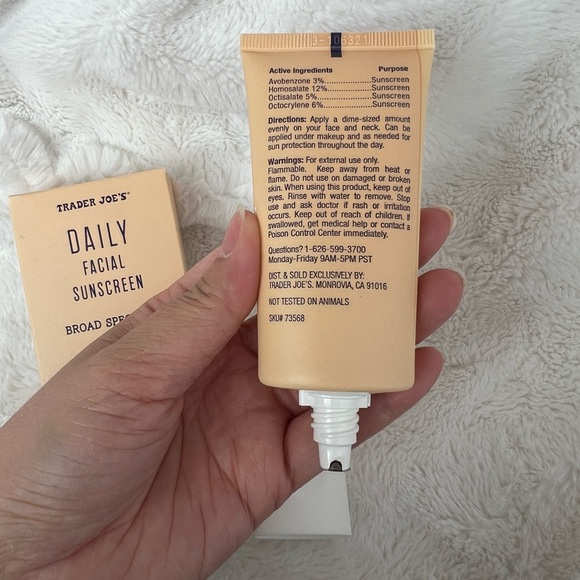 3-106321
Active Ingredients Purpose
Avobenzone 3%....................Sunscreen
Homosalate 12%.................Sunscreen
Octisalate 5%......................Sunscreen
Octocrylene 6%...................Sunscreen
Directions: Apply a dime-sized amount
evenly on your face and neck. Can be
applied under makeup and as needed for
sun protection throughout the day.
Warnings: For external use only.
Flammable. Keep away from heat or
flame. Do not use on damaged or broken
skin. When using this product, keep out of
eyes. Rinse with water to remove. Stop
use and ask doctor if rash or irritation
occurs. Keep out of reach of children. If
swallowed, get medical help or contact a
Poison Control Center immediately.
Questions? 1-626-599-3700
Monday-Friday 9AM-5PM PST
DIST. & SOLD EXCLUSIVELY BY:
TRADER JOE'S. MONROVIA, CA 91016
NOT TESTED ON ANIMALS
SKU# 73568
TRADER JOE'S®
DAILY
FACIAL
SUNSCREEN
BROAD SPEC